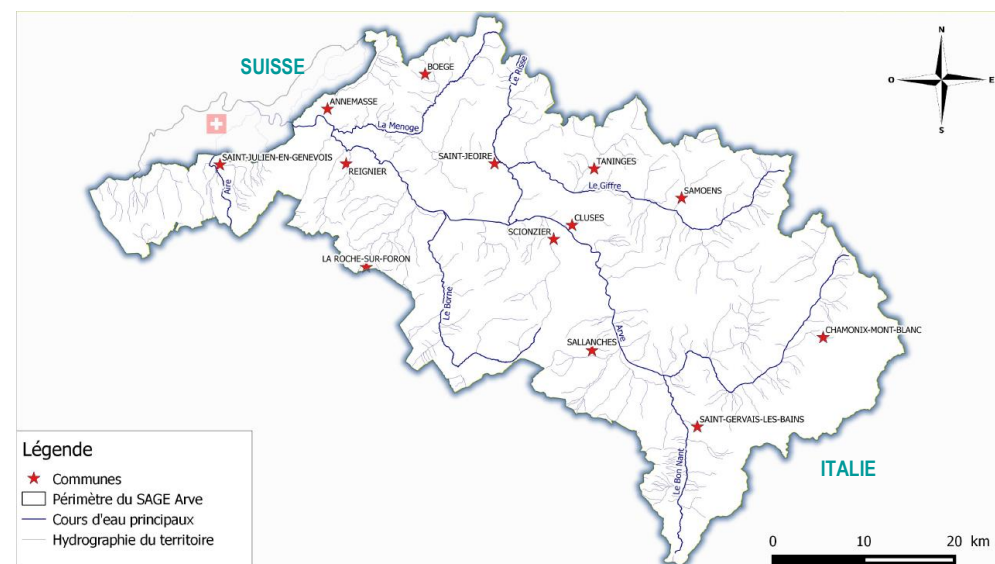 N
O
E
S
SUISSE
BOEGE
Le Risse
ANNEMASSE
La Menoge
SAINT-JULIEN-EN-GENEVOIS
Aire
REIGNIER
SAINT-JEOIRE
TANINGES
Le Giffre
SAMOENS
CLUSES
SCIONZIER
LA ROCHE-SUR-FORON
Le Borne
Arve
SALLANCHES
CHAMONIX-MONT-BLANC
SAINT-GERVAIS-LES-BAINS
Le Bon Nant
ITALIE
Légende
Communes
Périmètre du SAGE Arve
Cours d'eau principaux
Hydrographie du territoire
0 10 20 km